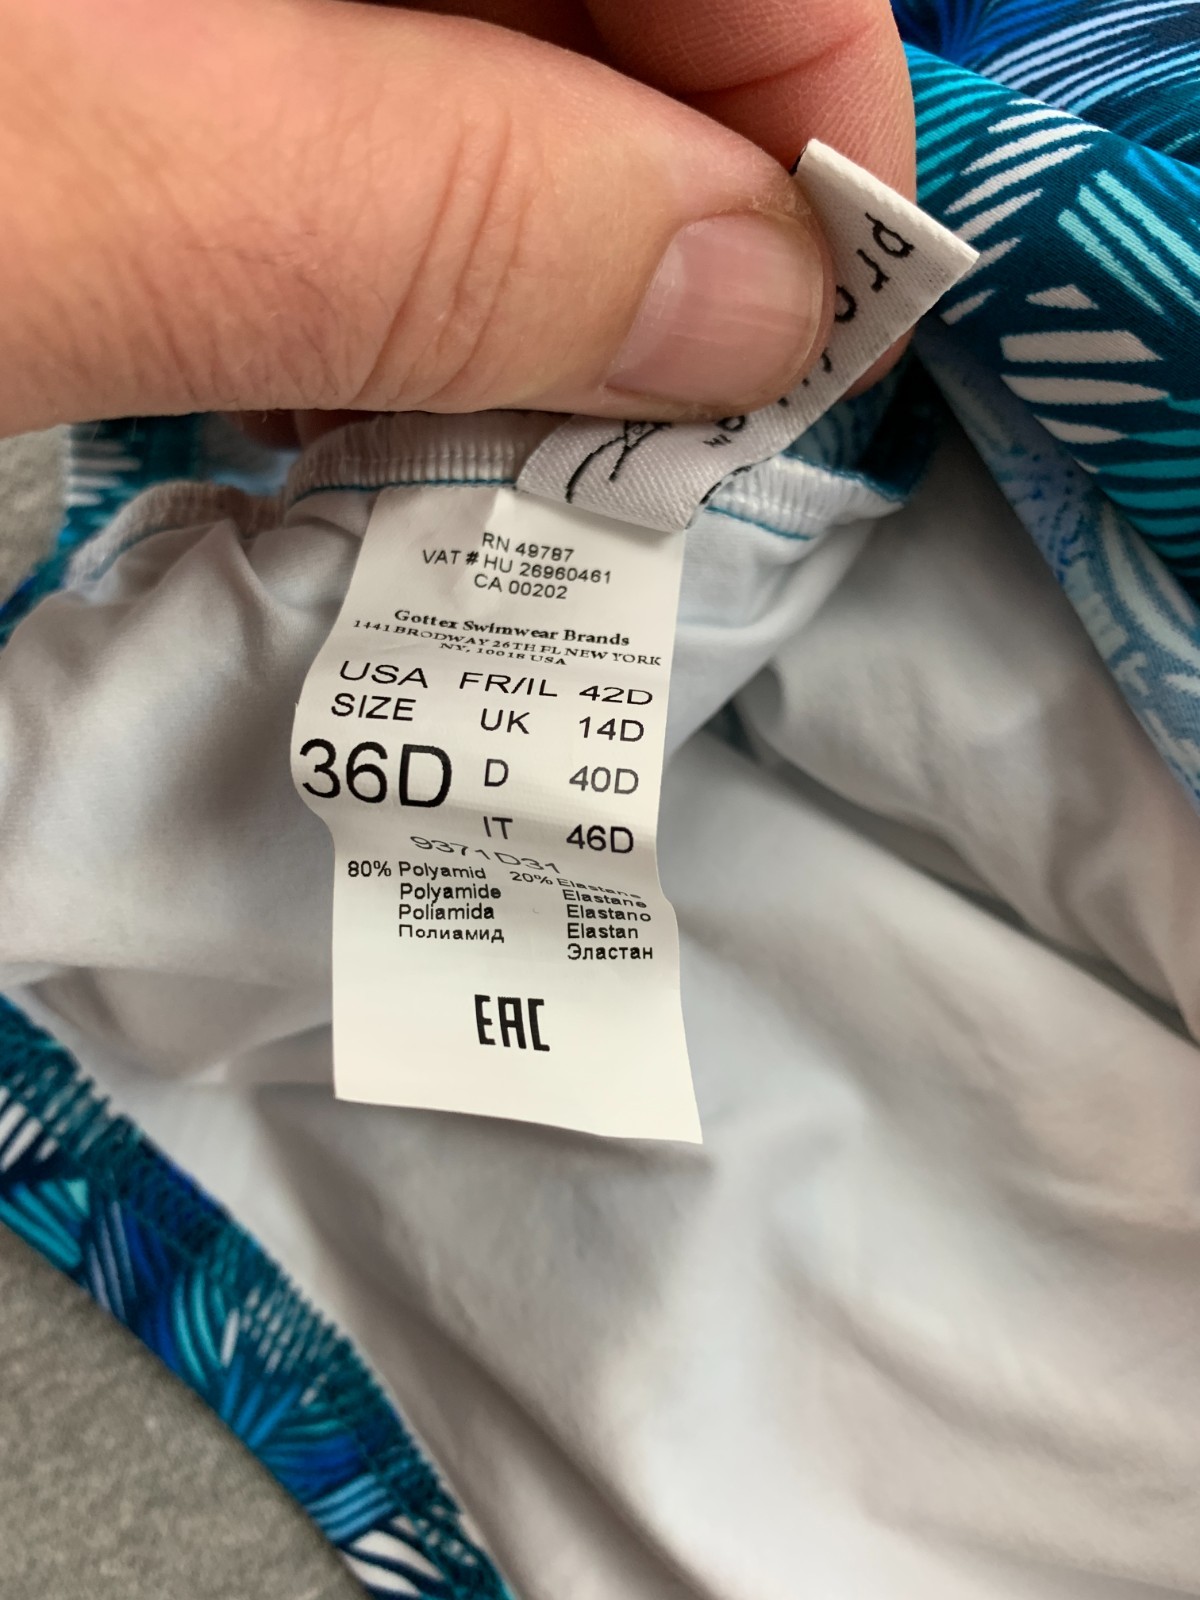 RN 49787
VAT # HU 26960461
CA 00202
Gottex Swimwear Brands
1441 BRODWAY 26TH FL NEW YORK
NY, 10018 USA
USA SIZE 36D
FR/IL 42D
UK 14D
D 40D
IT 46D
9371D31
80% Polyamid 20% Elastane
Polyamide Elastane
Poliamida Elastano
Полиамид Elastan
Эластан
EAC